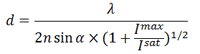 d = λ / (2n sin α × (1 + I^max / I^sat)^1/2)